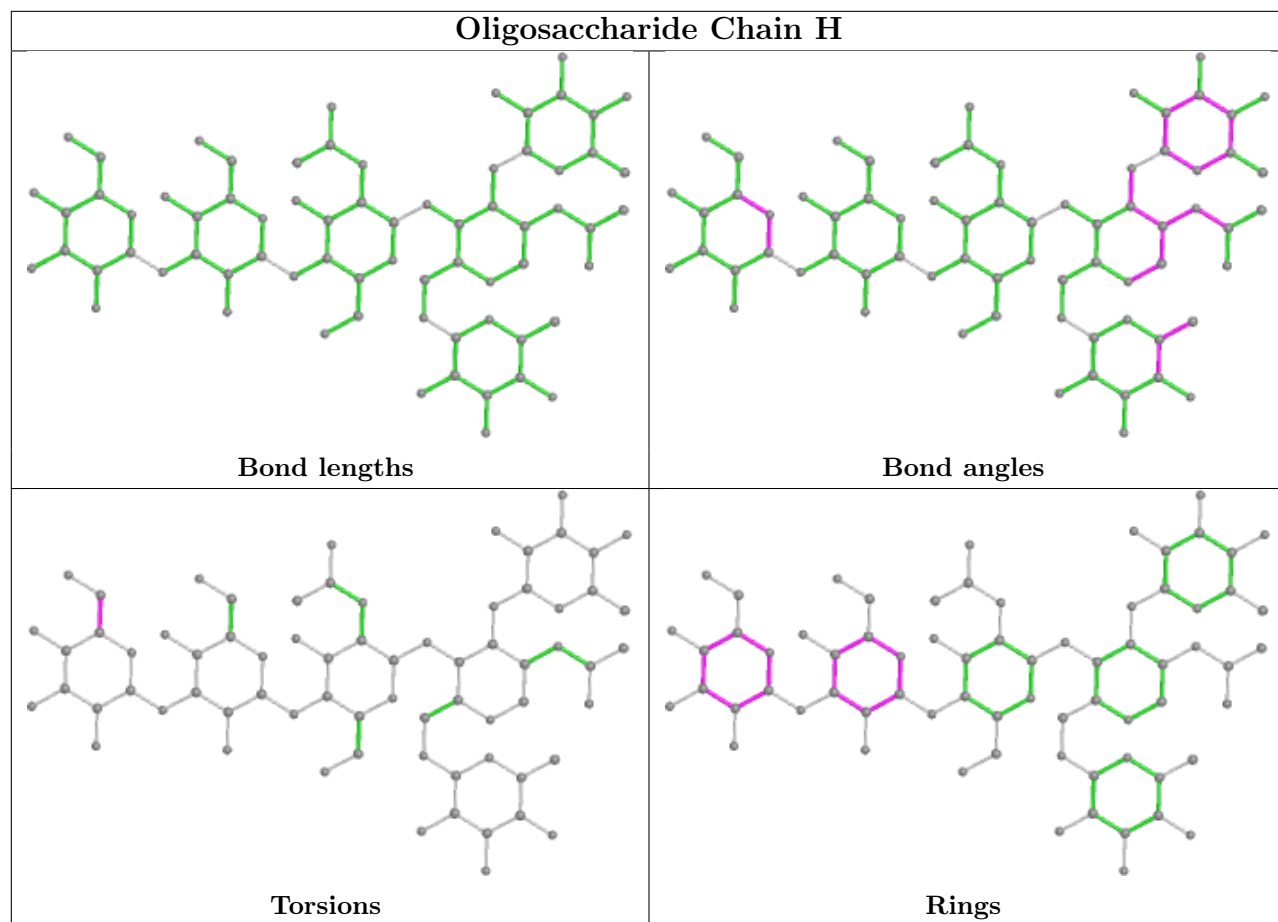 Oligosaccharide Chain H
Bond lengths
Bond angles
Torsions
Rings